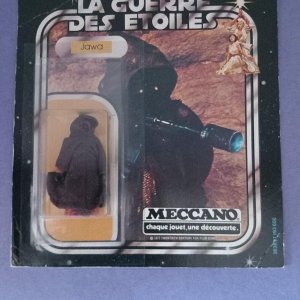 LA GUERRE
DES ETOILES
Jawa
MECCANO
chaque jouet, une découverte.